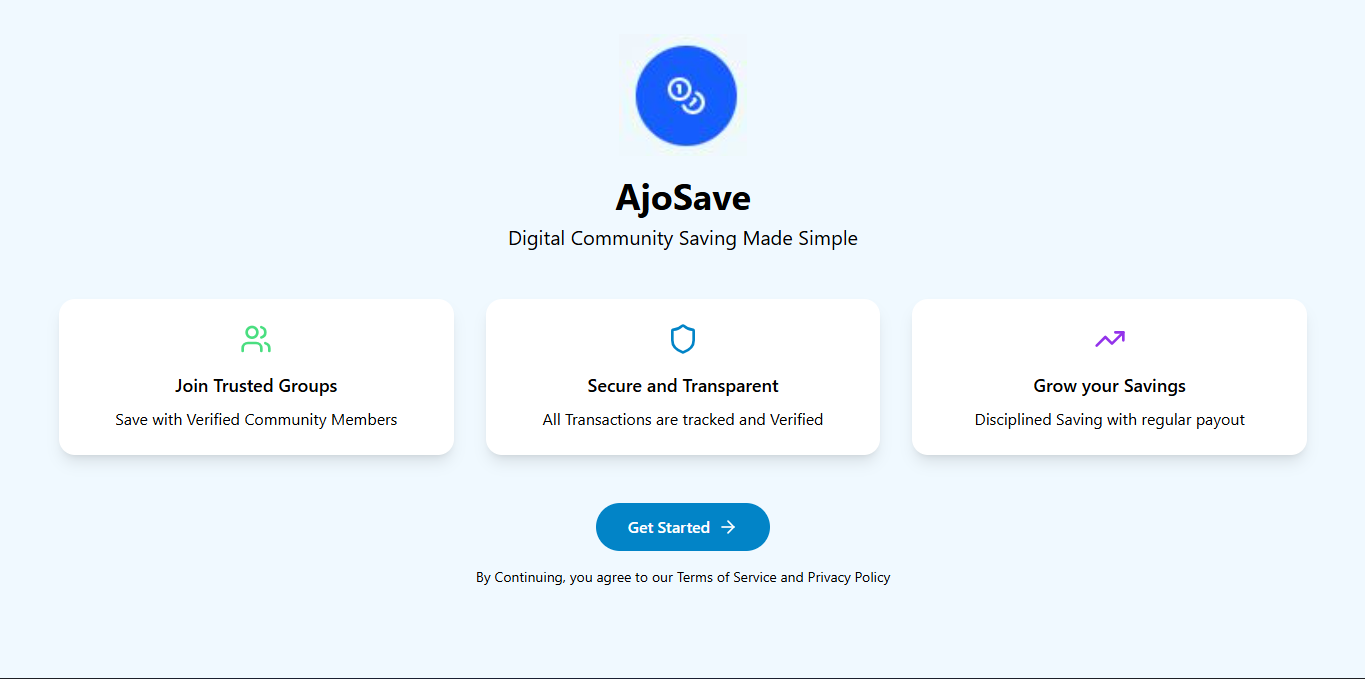 AjoSave
Digital Community Saving Made Simple
Join Trusted Groups
Save with Verified Community Members
Secure and Transparent
All Transactions are tracked and Verified
Grow your Savings
Disciplined Saving with regular payout
Get Started
By Continuing, you agree to our Terms of Service and Privacy Policy